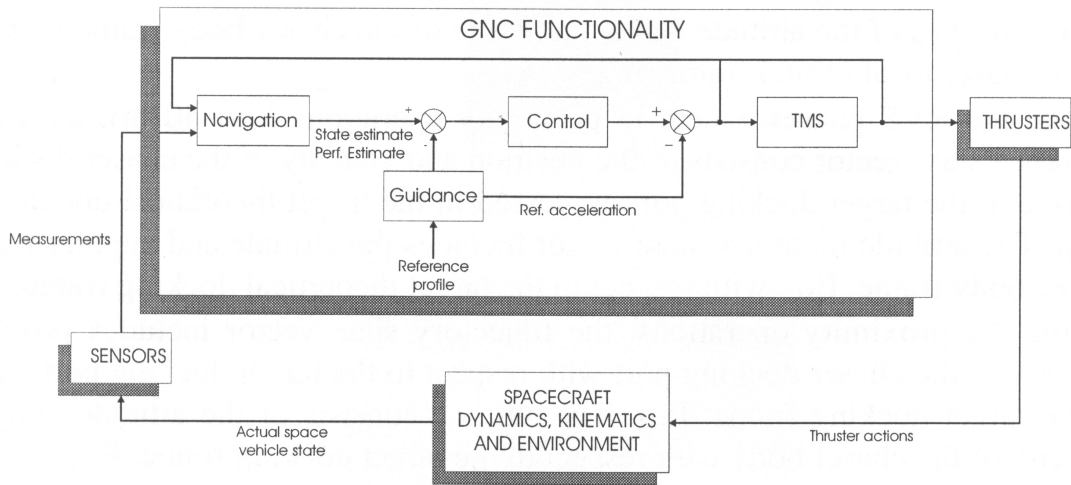 GNC FUNCTIONALITY
Navigation
State estimate
Perf. Estimate
+
-
Control
+
−
TMS
THRUSTERS
Guidance
Ref. acceleration
Measurements
Reference
profile
SENSORS
SPACECRAFT
DYNAMICS, KINEMATICS
AND ENVIRONMENT
Actual space
vehicle state
Thruster actions